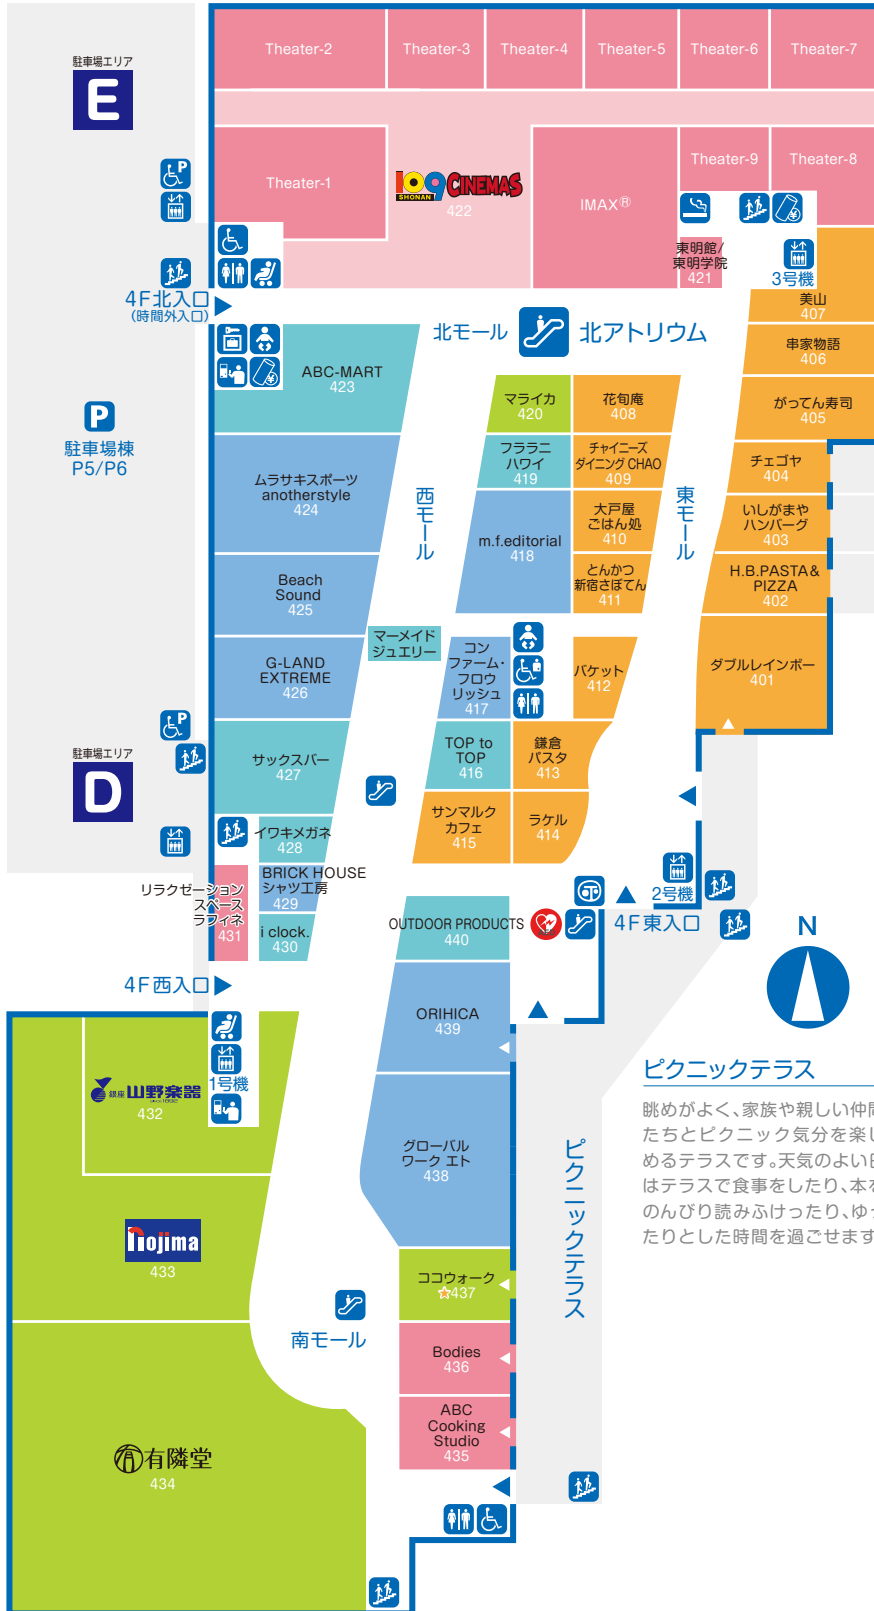 Theater-2
Theater-3
Theater-4
Theater-5
Theater-6
Theater-7
駐車場エリア
E
Theater-1
109 CINEMAS
SHONAN
422
IMAX®
Theater-9
Theater-8
東明館/
東明学院
421
3号機
4F北入口
(時間外入口)
北モール
北アトリウム
美山
407
串家物語
406
がってん寿司
405
チェゴヤ
404
いしがまや
ハンバーグ
403
H.B.PASTA&
PIZZA
402
ダブルレインボー
401
ABC-MART
423
マライカ
420
花旬庵
408
フララニ
ハワイ
419
チャイニーズ
ダイニング CHAO
409
P
駐車場棟
P5/P6
ムラサキスポーツ
anotherstyle
424
西モール
m.f.editorial
418
大戸屋
ごはん処
410
とんかつ
新宿さぼてん
411
東モール
Beach
Sound
425
マーメイド
ジュエリー
G-LAND
EXTREME
426
コン
ファーム・
フロウ
リッシュ
417
バケット
412
駐車場エリア
D
サックスバー
427
TOP to
TOP
416
鎌倉
パスタ
413
サンマルク
カフェ
415
ラケル
414
イワキメガネ
428
BRICK HOUSE
シャツ工房
429
リラクゼーション
スペース
ラフィネ
431
i clock.
430
OUTDOOR PRODUCTS
440
2号機
4F東入口
N
4F西入口
ORIHICA
439
1号機
銀座 山野楽器
432
グローバル
ワーク エト
438
ピクニックテラス
ピクニックテラス
眺めがよく、家族や親しい仲間
たちとピクニック気分を楽し
めるテラスです。天気のよい日
はテラスで食事をしたり、本を
のんびり読みふけったり、ゆっ
たりとした時間を過ごせます
nojima
433
ココウォーク
☆437
南モール
Bodies
436
ABC
Cooking
Studio
435
有隣堂
434